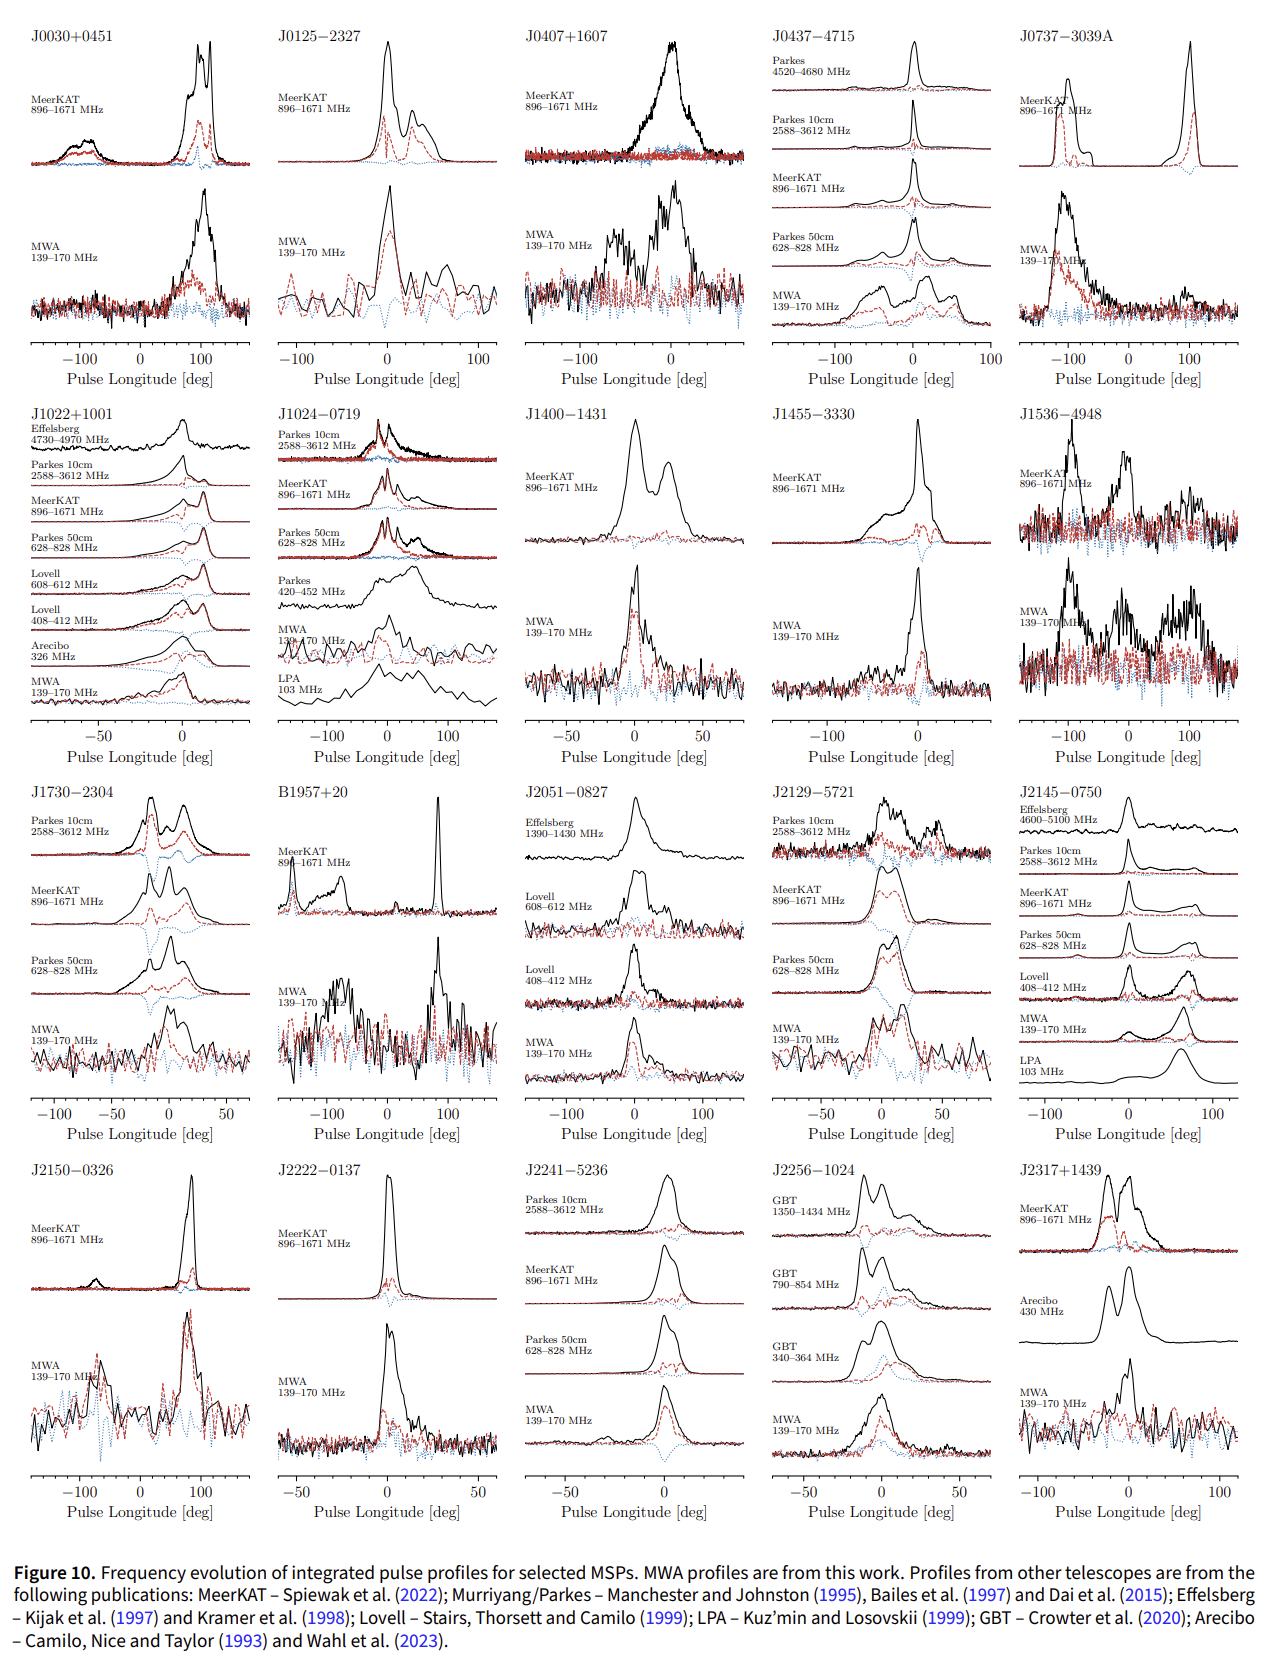 J0030+0451
MeerKAT
896–1671 MHz
MWA
139–170 MHz
−100 0 100
Pulse Longitude [deg]
J0125−2327
MeerKAT
896–1671 MHz
MWA
139–170 MHz
−100 0 100
Pulse Longitude [deg]
J0407+1607
MeerKAT
896–1671 MHz
MWA
139–170 MHz
−100 0
Pulse Longitude [deg]
J0437−4715
Parkes
4520–4680 MHz
Parkes 10cm
2588–3612 MHz
MeerKAT
896–1671 MHz
Parkes 50cm
628–828 MHz
MWA
139–170 MHz
−100 0 100
Pulse Longitude [deg]
J0737−3039A
MeerKAT
896–1671 MHz
MWA
139–170 MHz
−100 0 100
Pulse Longitude [deg]
J1022+1001
Effelsberg
4730–4970 MHz
Parkes 10cm
2588–3612 MHz
MeerKAT
896–1671 MHz
Parkes 50cm
628–828 MHz
Lovell
608–612 MHz
Lovell
408–412 MHz
Arecibo
326 MHz
MWA
139–170 MHz
−50 0
Pulse Longitude [deg]
J1024−0719
Parkes 10cm
2588–3612 MHz
MeerKAT
896–1671 MHz
Parkes 50cm
628–828 MHz
Parkes
420–452 MHz
MWA
139–170 MHz
LPA
103 MHz
−100 0 100
Pulse Longitude [deg]
J1400−1431
MeerKAT
896–1671 MHz
MWA
139–170 MHz
−50 0 50
Pulse Longitude [deg]
J1455−3330
MeerKAT
896–1671 MHz
MWA
139–170 MHz
−100 0
Pulse Longitude [deg]
J1536−4948
MeerKAT
896–1671 MHz
MWA
139–170 MHz
−100 0 100
Pulse Longitude [deg]
J1730−2304
Parkes 10cm
2588–3612 MHz
MeerKAT
896–1671 MHz
Parkes 50cm
628–828 MHz
MWA
139–170 MHz
−100 −50 0 50
Pulse Longitude [deg]
B1957+20
MeerKAT
896–1671 MHz
MWA
139–170 MHz
−100 0 100
Pulse Longitude [deg]
J2051−0827
Effelsberg
1390–1430 MHz
Lovell
608–612 MHz
Lovell
408–412 MHz
MWA
139–170 MHz
−100 0 100
Pulse Longitude [deg]
J2129−5721
Parkes 10cm
2588–3612 MHz
MeerKAT
896–1671 MHz
Parkes 50cm
628–828 MHz
MWA
139–170 MHz
−50 0 50
Pulse Longitude [deg]
J2145−0750
Effelsberg
4600–5100 MHz
Parkes 10cm
2588–3612 MHz
MeerKAT
896–1671 MHz
Parkes 50cm
628–828 MHz
Lovell
408–412 MHz
MWA
139–170 MHz
LPA
103 MHz
−100 0 100
Pulse Longitude [deg]
J2150−0326
MeerKAT
896–1671 MHz
MWA
139–170 MHz
−100 0 100
Pulse Longitude [deg]
J2222−0137
MeerKAT
896–1671 MHz
MWA
139–170 MHz
−50 0 50
Pulse Longitude [deg]
J2241−5236
Parkes 10cm
2588–3612 MHz
MeerKAT
896–1671 MHz
Parkes 50cm
628–828 MHz
MWA
139–170 MHz
−50 0
Pulse Longitude [deg]
J2256−1024
GBT
1350–1434 MHz
GBT
790–854 MHz
GBT
340–364 MHz
MWA
139–170 MHz
−50 0 50
Pulse Longitude [deg]
J2317+1439
MeerKAT
896–1671 MHz
Arecibo
430 MHz
MWA
139–170 MHz
−100 0 100
Pulse Longitude [deg]
Figure 10. Frequency evolution of integrated pulse profiles for selected MSPs. MWA profiles are from this work. Profiles from other telescopes are from the
following publications: MeerKAT – Spiewak et al. (2022); Murriyang/Parkes – Manchester and Johnston (1995), Bailes et al. (1997) and Dai et al. (2015); Effelsberg
– Kijak et al. (1997) and Kramer et al. (1998); Lovell – Stairs, Thorsett and Camilo (1999); LPA – Kuz’min and Losovskii (1999); GBT – Crowter et al. (2020); Arecibo
– Camilo, Nice and Taylor (1993) and Wahl et al. (2023).